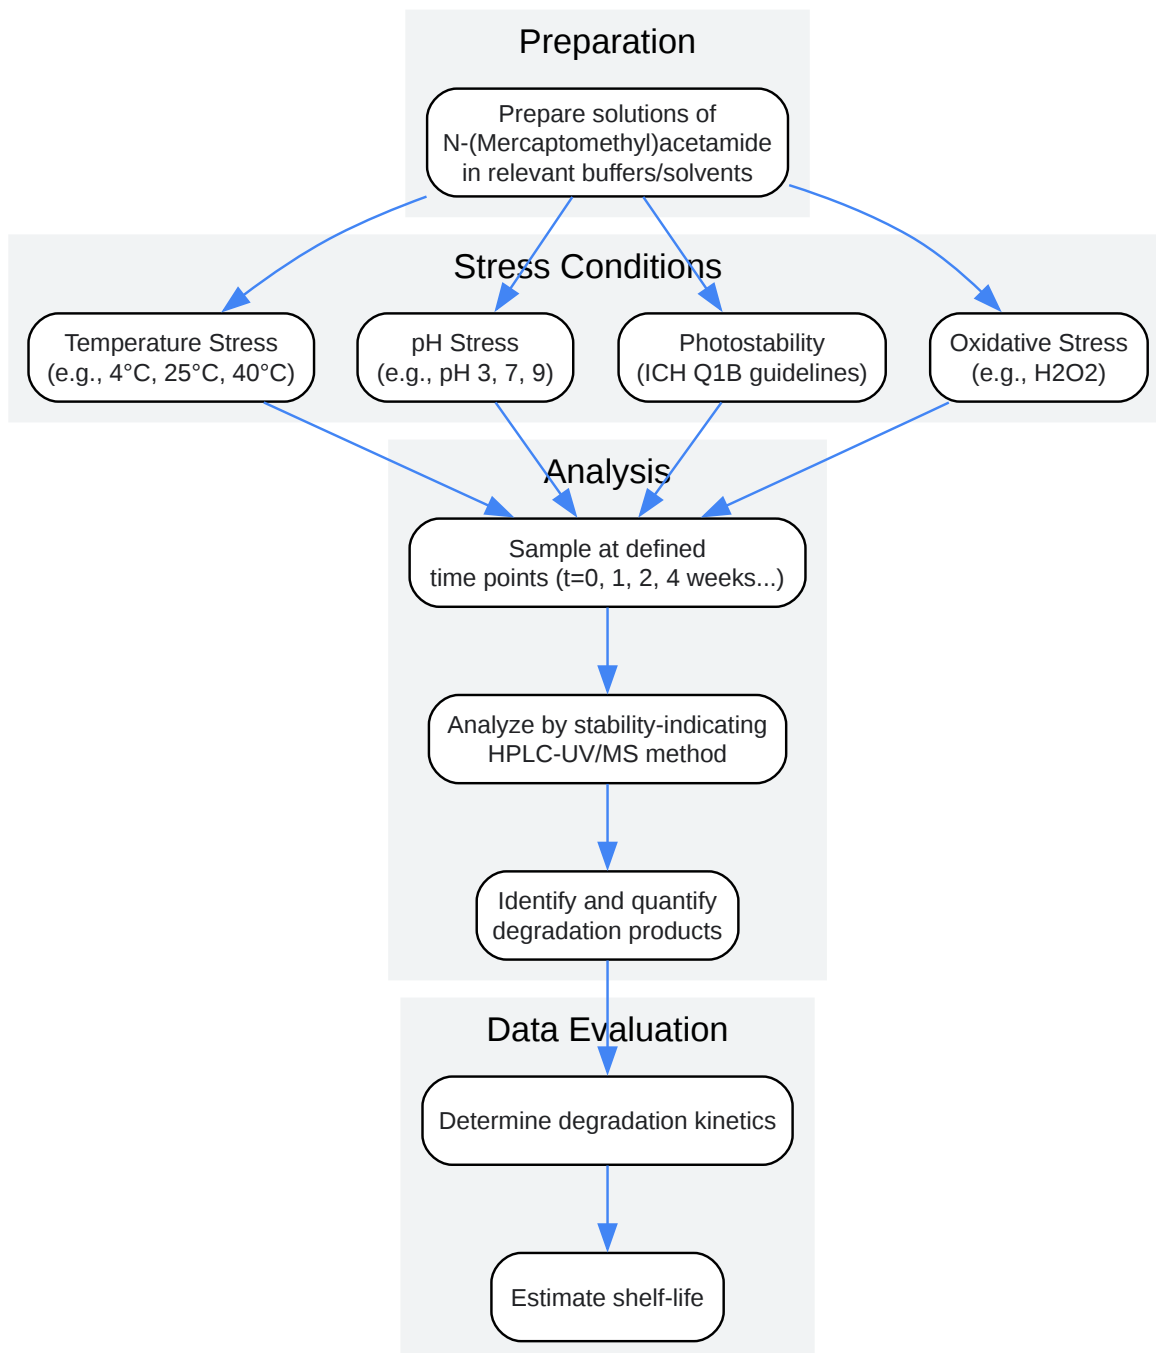 Preparation
Prepare solutions of
N-(Mercaptomethyl)acetamide
in relevant buffers/solvents
Stress Conditions
Temperature Stress
(e.g., 4°C, 25°C, 40°C)
pH Stress
(e.g., pH 3, 7, 9)
Photostability
(ICH Q1B guidelines)
Oxidative Stress
(e.g., H2O2)
Analysis
Sample at defined
time points (t=0, 1, 2, 4 weeks...)
Analyze by stability-indicating
HPLC-UV/MS method
Identify and quantify
degradation products
Data Evaluation
Determine degradation kinetics
Estimate shelf-life